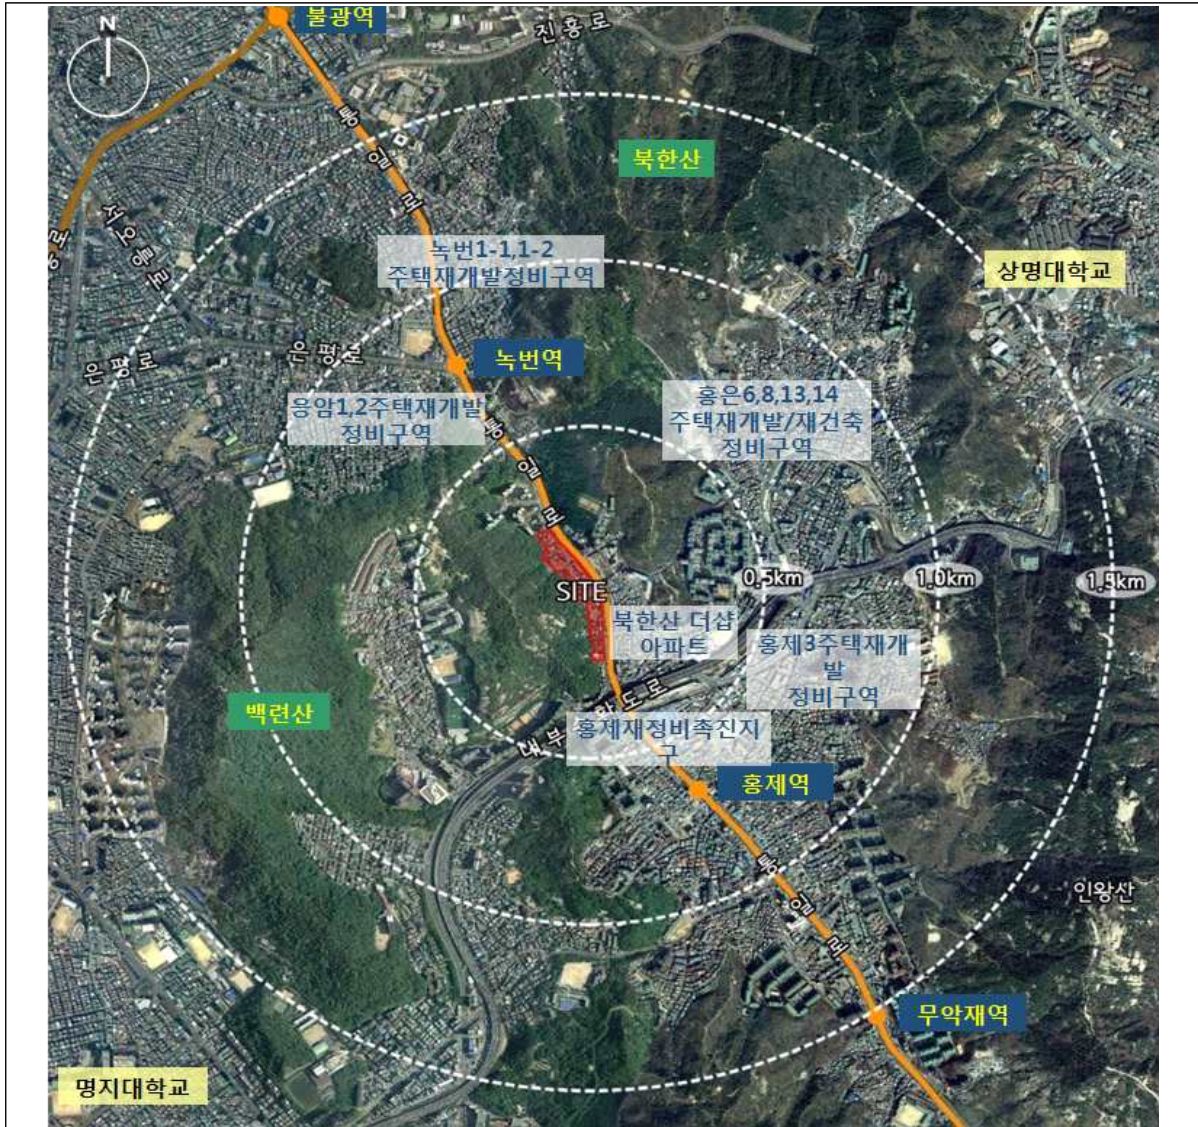 불광역
N
진흥로
통일로
북한산
서오릉로
녹번1-1,1-2
주택재개발정비구역
상명대학교
은평로
은평로
녹번역
홍은6,8,13,14
주택재개발/재건축
정비구역
응암1,2주택재개발
정비구역
통일로
0.5km
1.0km
1.5km
SITE
북한산 더샵
아파트
홍제3주택재개
발
정비구역
백련산
홍제재정비촉진지
구
홍제역
통일로
인왕산
무악재역
명지대학교